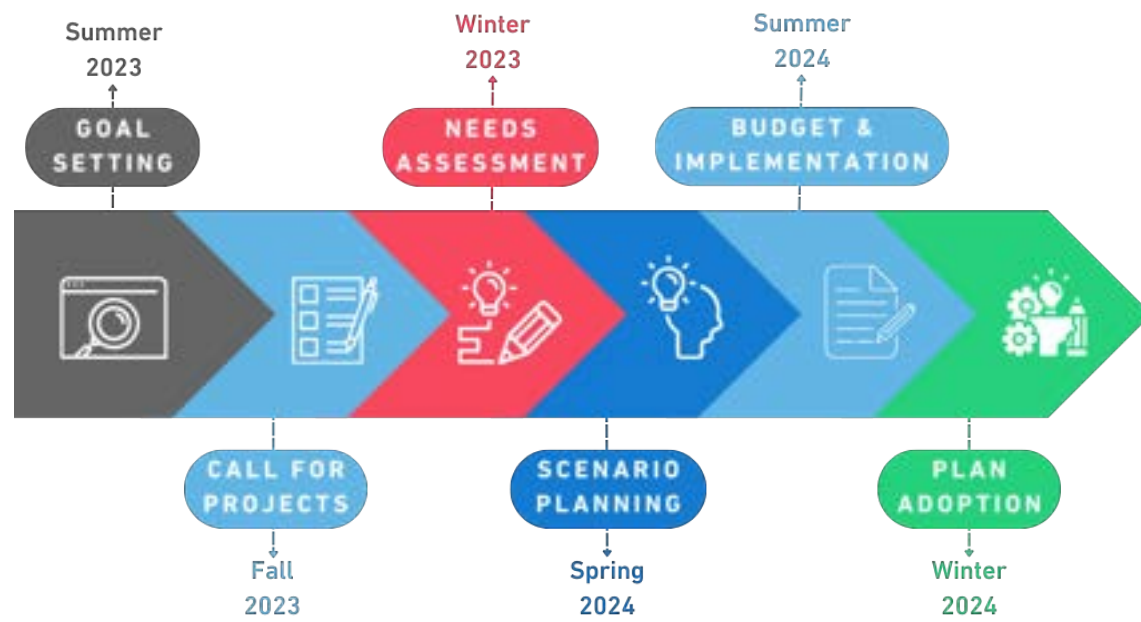 Summer
2023
GOAL
SETTING
Winter
2023
NEEDS
ASSESSMENT
Summer
2024
BUDGET &
IMPLEMENTATION
CALL FOR
PROJECTS
Fall
2023
SCENARIO
PLANNING
Spring
2024
PLAN
ADOPTION
Winter
2024